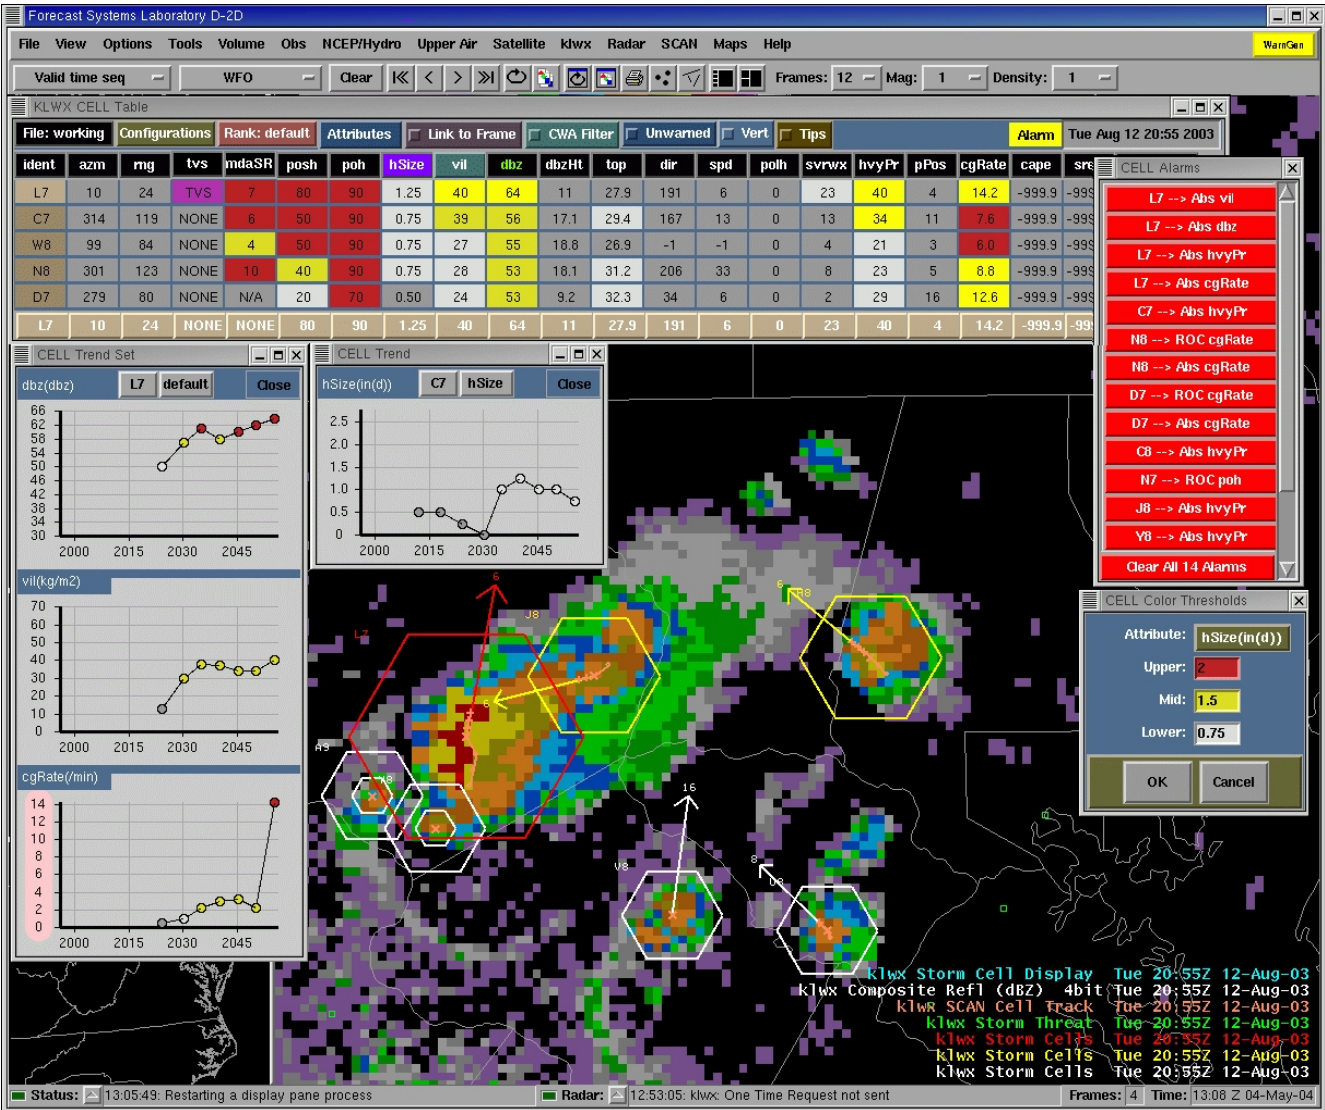 Forecast Systems Laboratory D-2D
File View Options Tools Volume Obs NCEP/Hydro Upper Air Satellite klwx Radar SCAN Maps Help WarnGen
Valid time seq WFO Clear Frames: 12 Mag: 1 Density: 1
KLWX CELL Table
File: working Configurations Rank: default Attributes Link to Frame CWA Filter Unwarned Vert Tips Alarm Tue Aug 12 20:55 2003
ident azm rng tvs mdaSR posh poh hSize vil dbz dbzHt top dir spd polh svrwx hvyPr pPos cgRate cape sre
L7 10 24 TVS 7 80 90 1.25 40 64 11 27.9 191 6 0 23 40 4 14.2 -999.9 -999
C7 314 119 NONE 6 50 90 0.75 39 56 17.1 29.4 167 13 0 13 34 11 7.6 -999.9 -999
W8 99 84 NONE 4 50 90 0.75 27 55 18.8 26.9 -1 -1 0 4 21 3 6.0 -999.9 -999
N8 301 123 NONE 10 40 90 0.75 28 53 18.1 31.2 206 33 0 8 23 5 8.8 -999.9 -999
D7 279 80 NONE N/A 20 70 0.50 24 53 9.2 32.3 34 6 0 2 29 16 12.6 -999.9 -999
L7 10 24 NONE NONE 80 90 1.25 40 64 11 27.9 191 6 0 23 40 4 14.2 -999.9 -999
CELL Alarms
L7 --> Abs vil
L7 --> Abs dbz
L7 --> Abs hvyPr
L7 --> Abs cgRate
C7 --> Abs hvyPr
N8 --> ROC cgRate
N8 --> Abs cgRate
D7 --> ROC cgRate
D7 --> Abs cgRate
C8 --> Abs hvyPr
N7 --> ROC poh
J8 --> Abs hvyPr
Y8 --> Abs hvyPr
Clear All 14 Alarms
CELL Trend Set
dbz(dbz) L7 default Close
66
62
58
54
50
46
42
38
34
30
2000 2015 2030 2045
vil(kg/m2)
70
60
50
40
30
20
10
0
2000 2015 2030 2045
cgRate(/min)
14
12
10
8
6
4
2
0
2000 2015 2030 2045
CELL Trend
hSize(in(d)) C7 hSize Close
2.5
2.0
1.5
1.0
0.5
0
2000 2015 2030 2045
CELL Color Thresholds
Attribute: hSize(in(d))
Upper: 2
Mid: 1.5
Lower: 0.75
OK Cancel
6
J8
L7
6
6
A9
16
V8
8
klwx Storm Cell Display Tue 20:55Z 12-Aug-03
klwx Composite Refl (dBZ) 4bit Tue 20:55Z 12-Aug-03
klwx SCAN Cell Track Tue 20:55Z 12-Aug-03
klwx Storm Threat Tue 20:55Z 12-Aug-03
klwx Storm Cells Tue 20:55Z 12-Aug-03
klwx Storm Cells Tue 20:55Z 12-Aug-03
klwx Storm Cells Tue 20:55Z 12-Aug-03
Status: 13:05:49: Restarting a display pane process Radar: 12:53:05: klwx: One Time Request not sent Frames: 4 Time: 13:08 Z 04-May-04